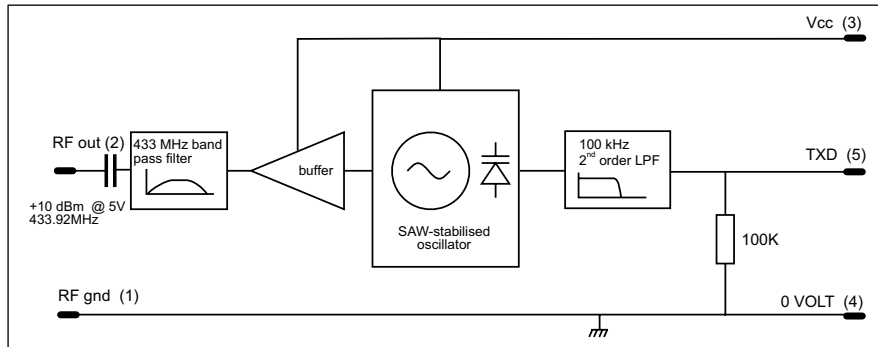 Vcc (3)
RF out (2)
433 MHz band
pass filter
buffer
100 kHz
2nd order LPF
TXD (5)
+10 dBm @ 5V
433.92MHz
SAW-stabilised
oscillator
100K
RF gnd (1)
0 VOLT (4)